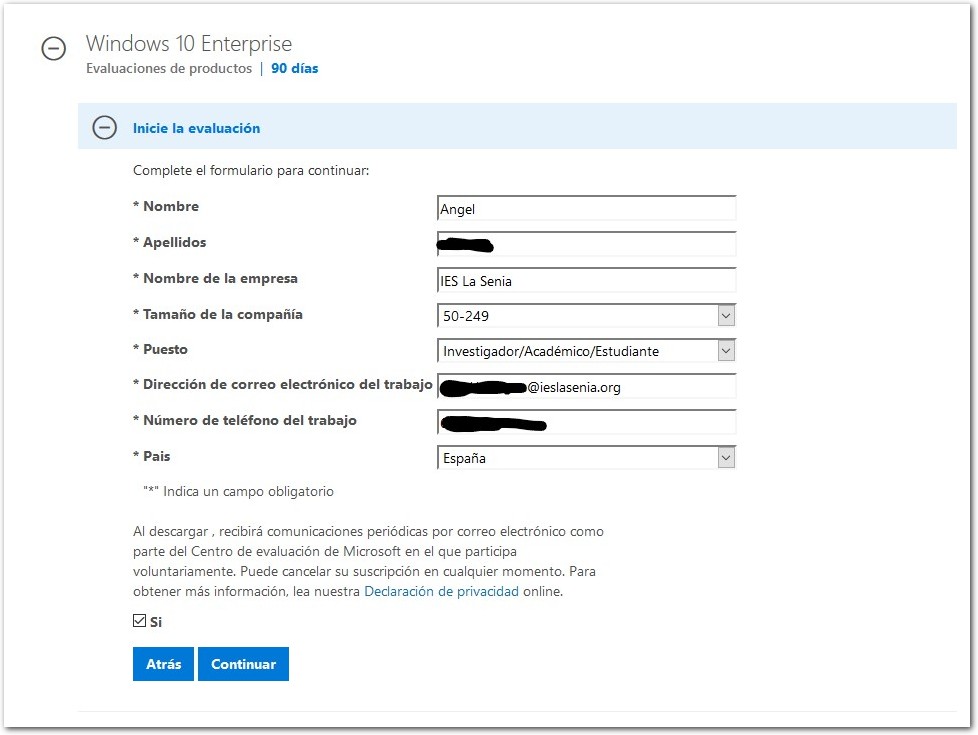 Windows 10 Enterprise
Evaluaciones de productos | 90 días
Inicie la evaluación
Complete el formulario para continuar:
* Nombre Angel
* Apellidos
* Nombre de la empresa IES La Senia
* Tamaño de la compañía 50-249
* Puesto Investigador/Académico/Estudiante
* Dirección de correo electrónico del trabajo @ieslasenia.org
* Número de teléfono del trabajo
* Pais España
"*" Indica un campo obligatorio
Al descargar , recibirá comunicaciones periódicas por correo electrónico como
parte del Centro de evaluación de Microsoft en el que participa
voluntariamente. Puede cancelar su suscripción en cualquier momento. Para
obtener más información, lea nuestra Declaración de privacidad online.
Si
Atrás Continuar